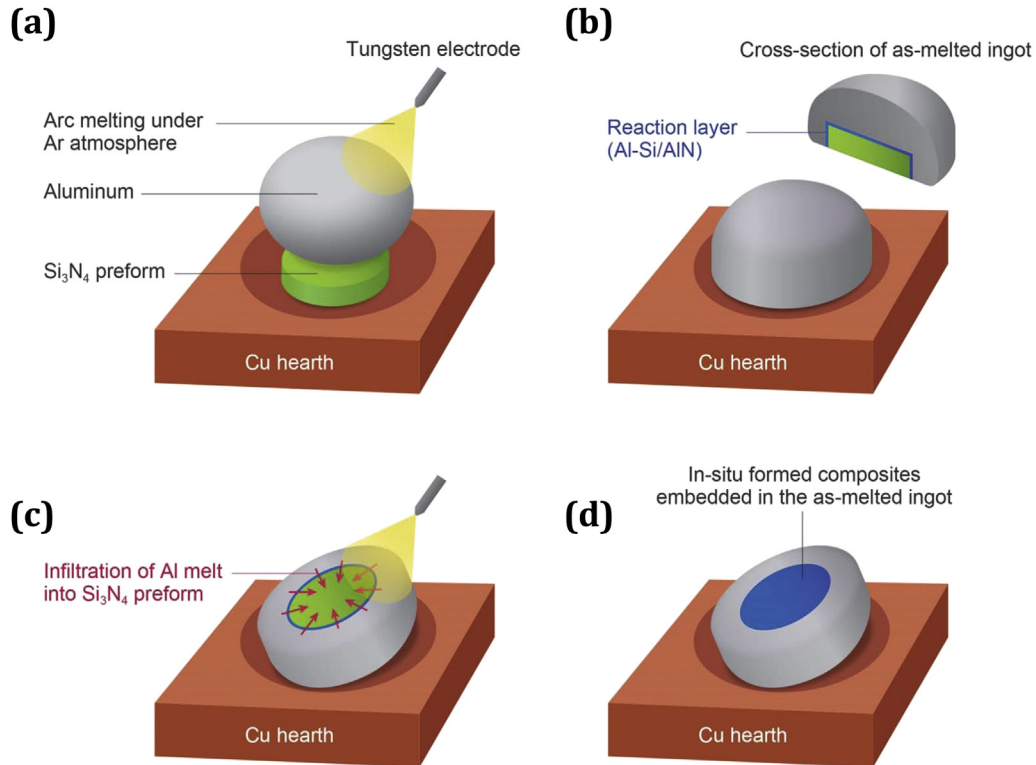 (a)
Tungsten electrode
Arc melting under
Ar atmosphere
Aluminum
Si₃N₄ preform
Cu hearth
(b)
Cross-section of as-melted ingot
Reaction layer
(Al-Si/AlN)
Cu hearth
(c)
Infiltration of Al melt
into Si₃N₄ preform
Cu hearth
(d)
In-situ formed composites
embedded in the as-melted ingot
Cu hearth